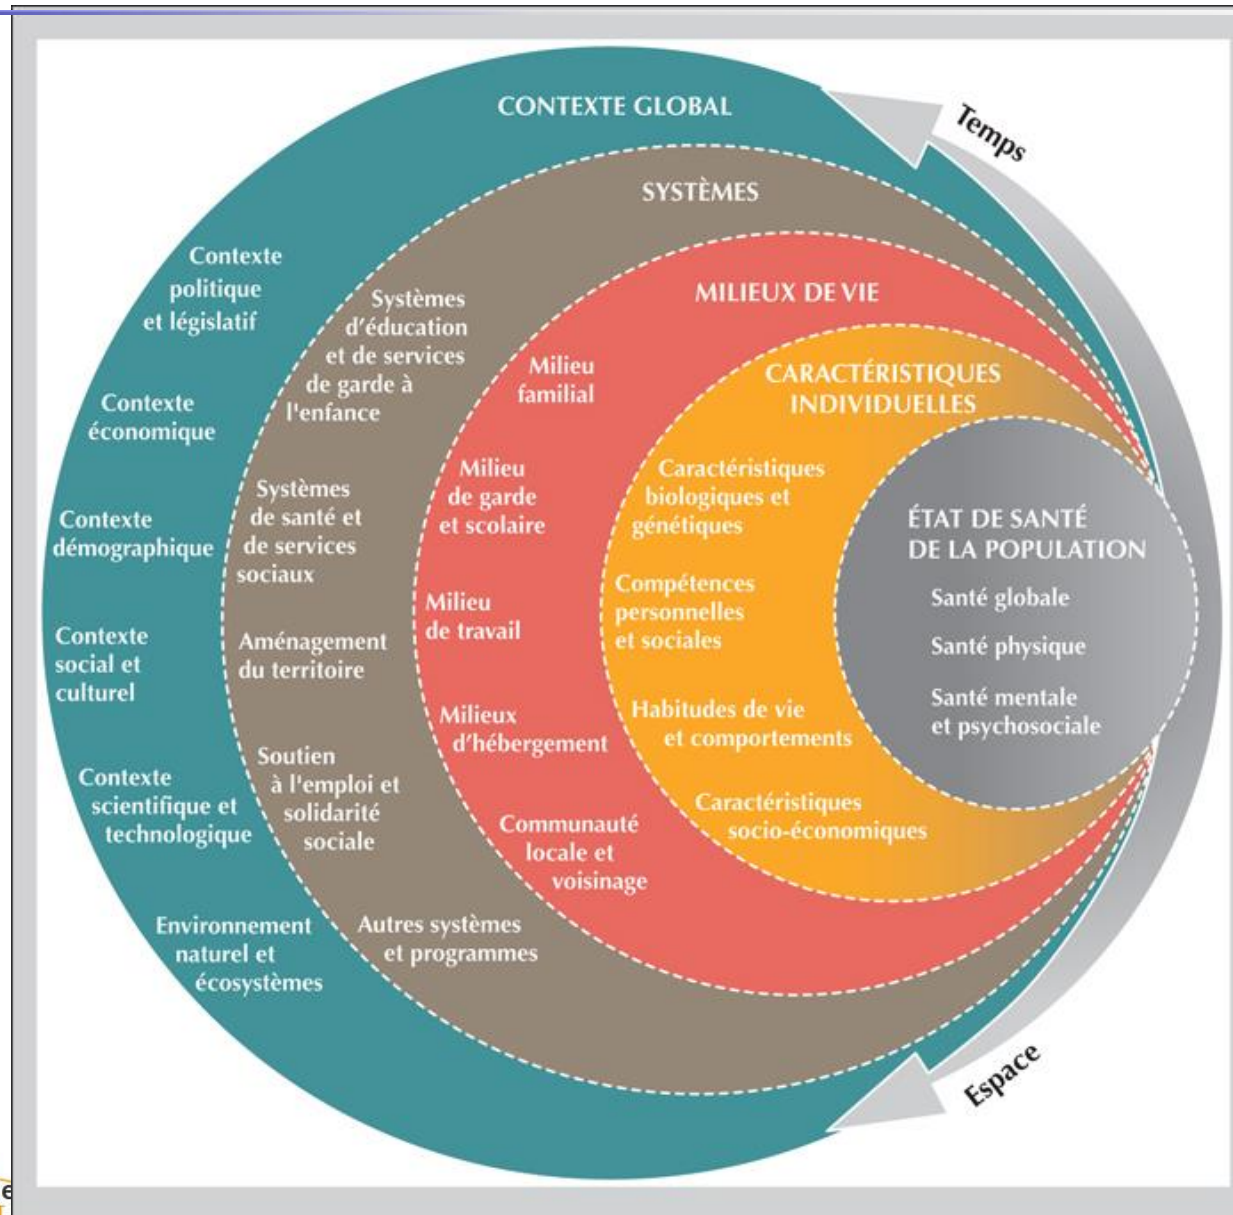 CONTEXTE GLOBAL
Temps
SYSTÈMES
MILIEUX DE VIE
CARACTÉRISTIQUES
INDIVIDUELLES
ÉTAT DE SANTÉ
DE LA POPULATION
Santé globale
Santé physique
Santé mentale
et psychosociale
Contexte
politique
et législatif
Contexte
économique
Contexte
démographique
Contexte
social et
culturel
Contexte
scientifique et
technologique
Environnement
naturel et
écosystèmes
Systèmes
d'éducation
et de services
de garde à
l'enfance
Systèmes
de santé et
de services
sociaux
Aménagement
du territoire
Soutien
à l'emploi et
solidarité
sociale
Autres systèmes
et programmes
Milieu
familial
Milieu
de garde
et scolaire
Milieu
de travail
Milieux
d'hébergement
Communauté
locale et
voisinage
Caractéristiques
biologiques et
génétiques
Compétences
personnelles
et sociales
Habitudes de vie
et comportements
Caractéristiques
socio-économiques
Espace